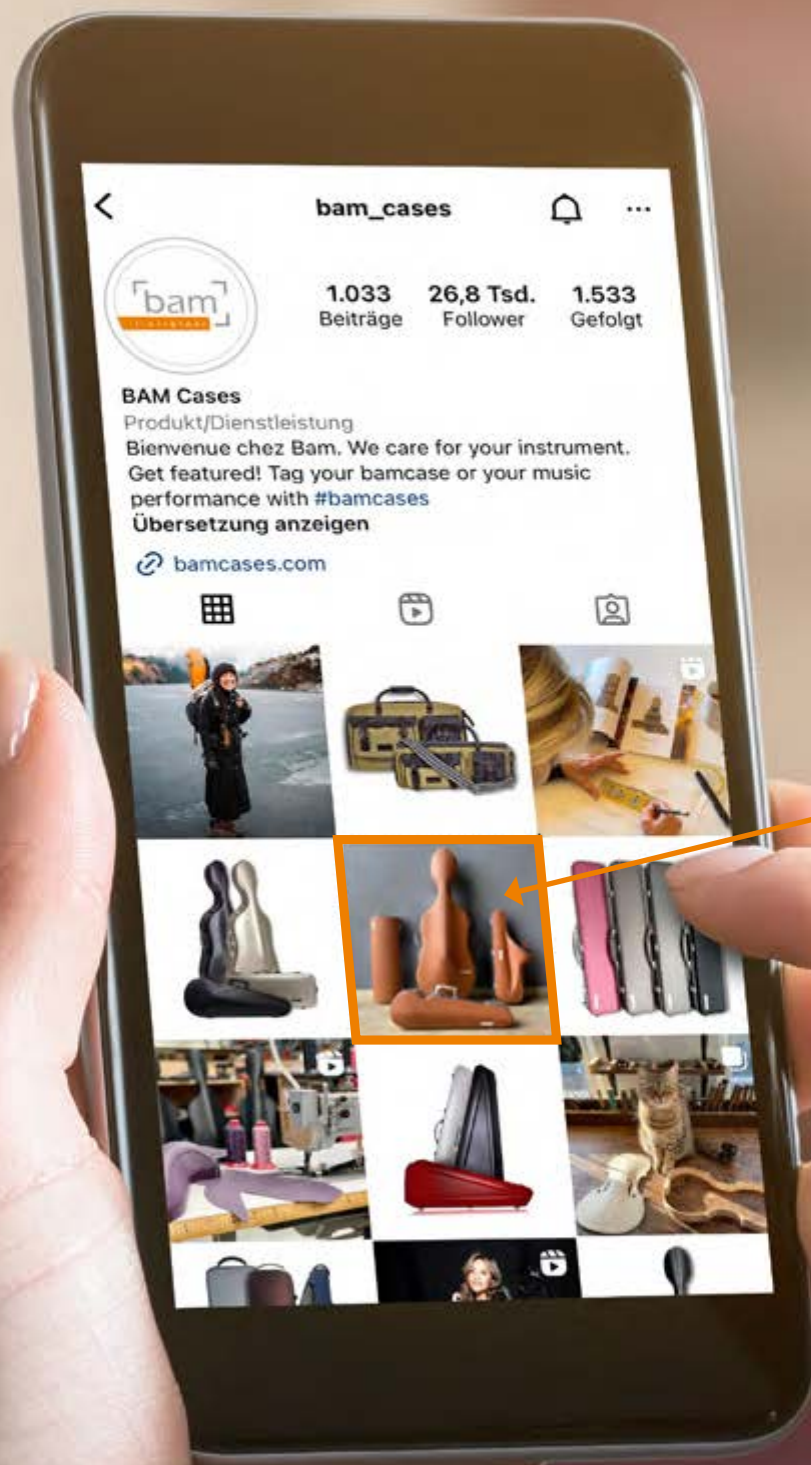 bam_cases
bam
1.033 26,8 Tsd. 1.533
Beiträge Follower Gefolgt
BAM Cases
Produkt/Dienstleistung
Bienvenue chez Bam. We care for your instrument.
Get featured! Tag your bamcase or your music
performance with #bamcases
Übersetzung anzeigen
bamcases.com